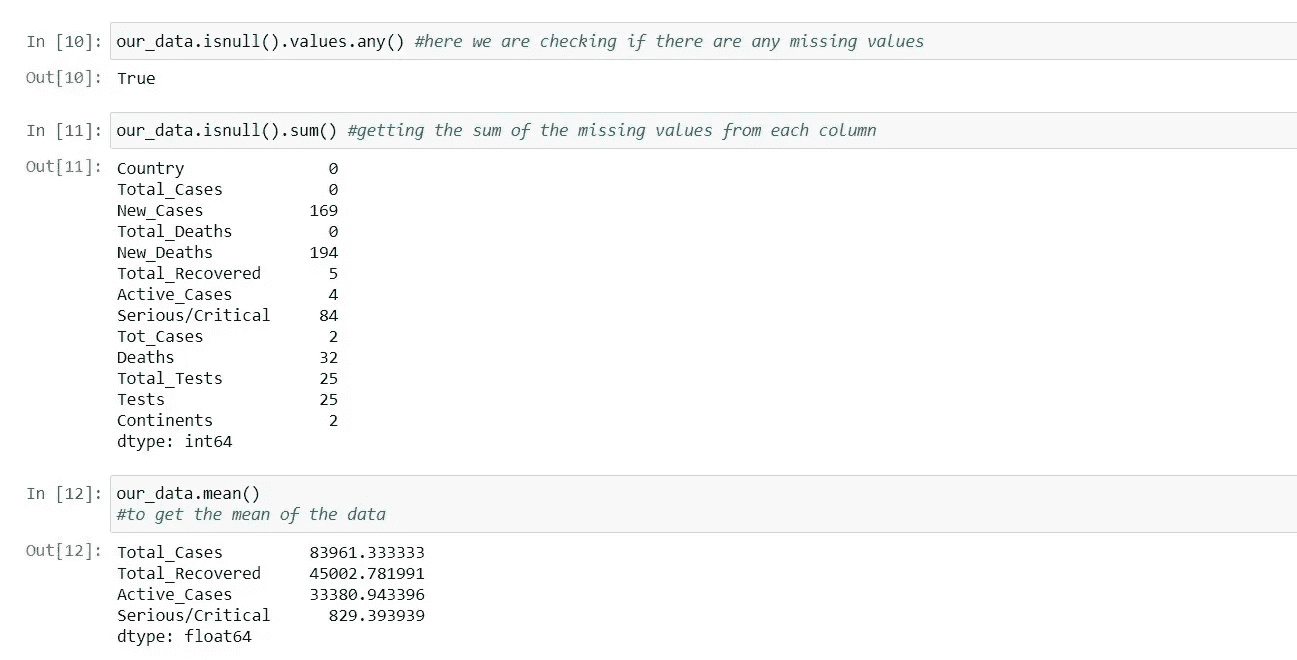 In [10]: our_data.isnull().values.any() #here we are checking if there are any missing values
Out[10]: True
In [11]: our_data.isnull().sum() #getting the sum of the missing values from each column
Out[11]: Country 0
Total_Cases 0
New_Cases 169
Total_Deaths 0
New_Deaths 194
Total_Recovered 5
Active_Cases 4
Serious/Critical 84
Tot_Cases 2
Deaths 32
Total_Tests 25
Tests 25
Continents 2
dtype: int64
In [12]: our_data.mean()
#to get the mean of the data
Out[12]: Total_Cases 83961.333333
Total_Recovered 45002.781991
Active_Cases 33380.943396
Serious/Critical 829.393939
dtype: float64